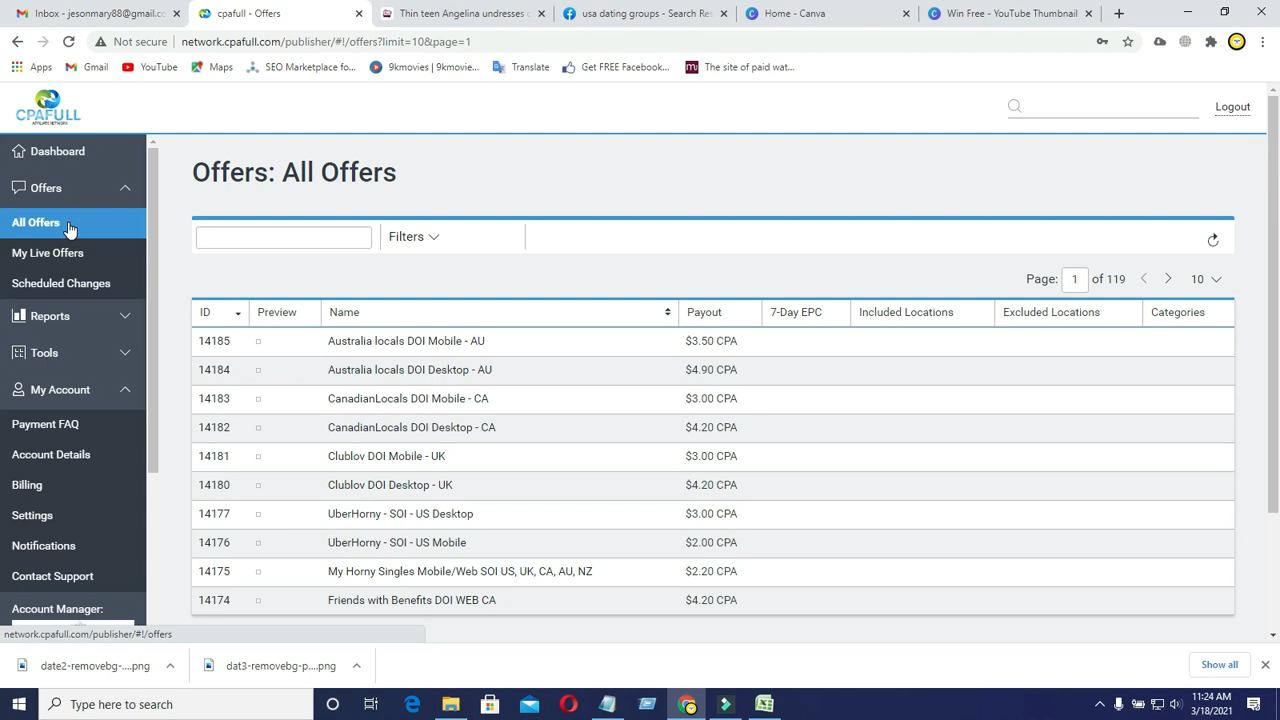 Inbox - jesonmary88@gmail.co
cpafull - Offers
Thin teen Angelina undresses c
usa dating groups - Search Res
Home - Canva
Win Free - YouTube Thumbnail
Not secure
network.cpafull.com/publisher/#!/offers?limit=10&page=1
Apps
Gmail
YouTube
Maps
SEO Marketplace fo...
9kmovies | 9kmovie...
Translate
Get FREE Facebook...
The site of paid wat...
CPAFULL
AFFILIATE NETWORK
Logout
Dashboard
Offers
All Offers
My Live Offers
Scheduled Changes
Reports
Tools
My Account
Payment FAQ
Account Details
Billing
Settings
Notifications
Contact Support
Account Manager:
Offers: All Offers
Filters
Page: 1 of 119
10
ID Preview Name Payout 7-Day EPC Included Locations Excluded Locations Categories
14185 Australia locals DOI Mobile - AU $3.50 CPA
14184 Australia locals DOI Desktop - AU $4.90 CPA
14183 CanadianLocals DOI Mobile - CA $3.00 CPA
14182 CanadianLocals DOI Desktop - CA $4.20 CPA
14181 Clublov DOI Mobile - UK $3.00 CPA
14180 Clublov DOI Desktop - UK $4.20 CPA
14177 UberHorny - SOI - US Desktop $3.00 CPA
14176 UberHorny - SOI - US Mobile $2.00 CPA
14175 My Horny Singles Mobile/Web SOI US, UK, CA, AU, NZ $2.20 CPA
14174 Friends with Benefits DOI WEB CA $4.20 CPA
network.cpafull.com/publisher/#!/offers
date2-removebg-....png
dat3-removebg-p....png
Show all
Type here to search
11:24 AM
3/18/2021